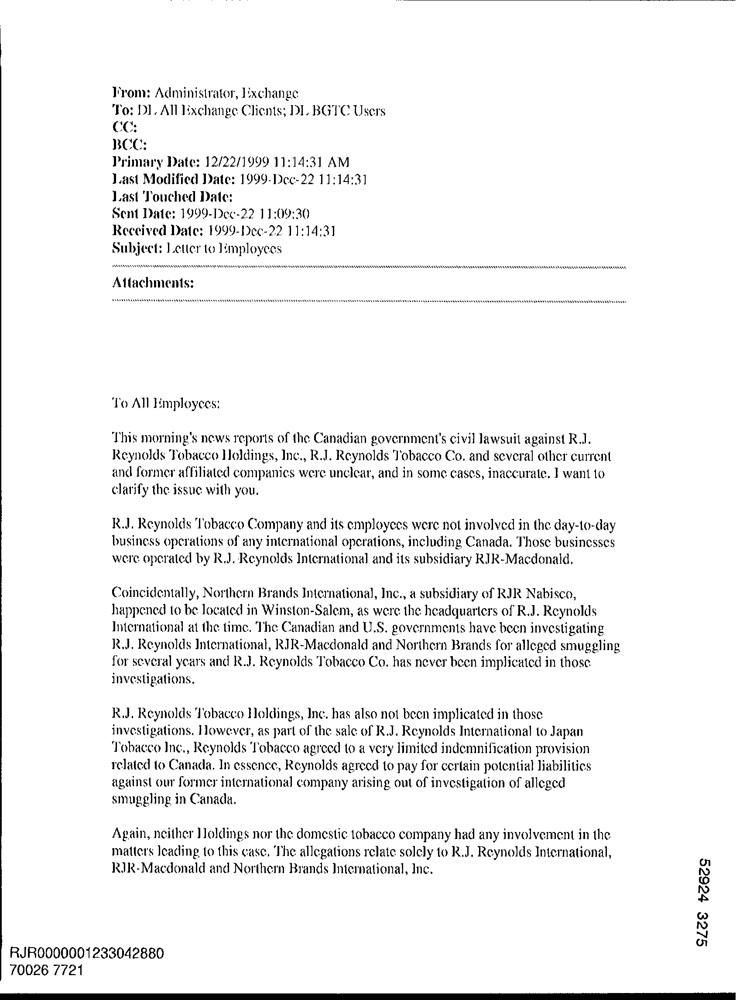 From: Administrator, Exchange
To: DL All Exchange Clients; DL BGTC Users
CC:
BCC:
Primary Date: 12/22/1999 11:14:31 AM
Last Modified Date: 1999-Dec-22 11:14:31
Last Touched Date:
Sent Date: 1999-Dec-22 11:09:30
Received Date: 1999-Dec-22 11:14:31
Subject: Letter to Employees
Attachments:
To All Employees:
This morning's news reports of the Canadian government's civil lawsuit against R.J.
Reynolds Tobacco Holdings, Inc., R.J. Reynolds Tobacco Co. and several other current
and former affiliated companies were unclear, and in some cases, inaccurate. I want to
clarify the issue with you.
R.J. Reynolds Tobacco Company and its employees were not involved in the day-to-day
business operations of any international operations, including Canada. Those businesses
were operated by R.J. Reynolds International and its subsidiary RJR-Macdonald.
Coincidentally, Northern Brands International, Inc., a subsidiary of RJR Nabisco,
happened to be located in Winston-Salem, as were the headquarters of R.J. Reynolds
International at the time. The Canadian and U.S. governments have been investigating
R.J. Reynolds International, RJR-Macdonald and Northern Brands for alleged smuggling
for several years and R.J. Reynolds Tobacco Co. has never been implicated in those
investigations.
R.J. Reynolds Tobacco Holdings, Inc. has also not been implicated in those
investigations. However, as part of the sale of R.J. Reynolds International to Japan
Tobacco Inc., Reynolds Tobacco agreed to a very limited indemnification provision
related to Canada. In essence, Reynolds agreed to pay for certain potential liabilities
against our former international company arising out of investigation of alleged
smuggling in Canada.
Again, neither Holdings nor the domestic tobacco company had any involvement in the
matters leading to this case. The allegations relate solely to R.J. Reynolds International,
RJR-Macdonald and Northern Brands International, Inc.
52924 3275
RJR0000001233042880
70026 7721